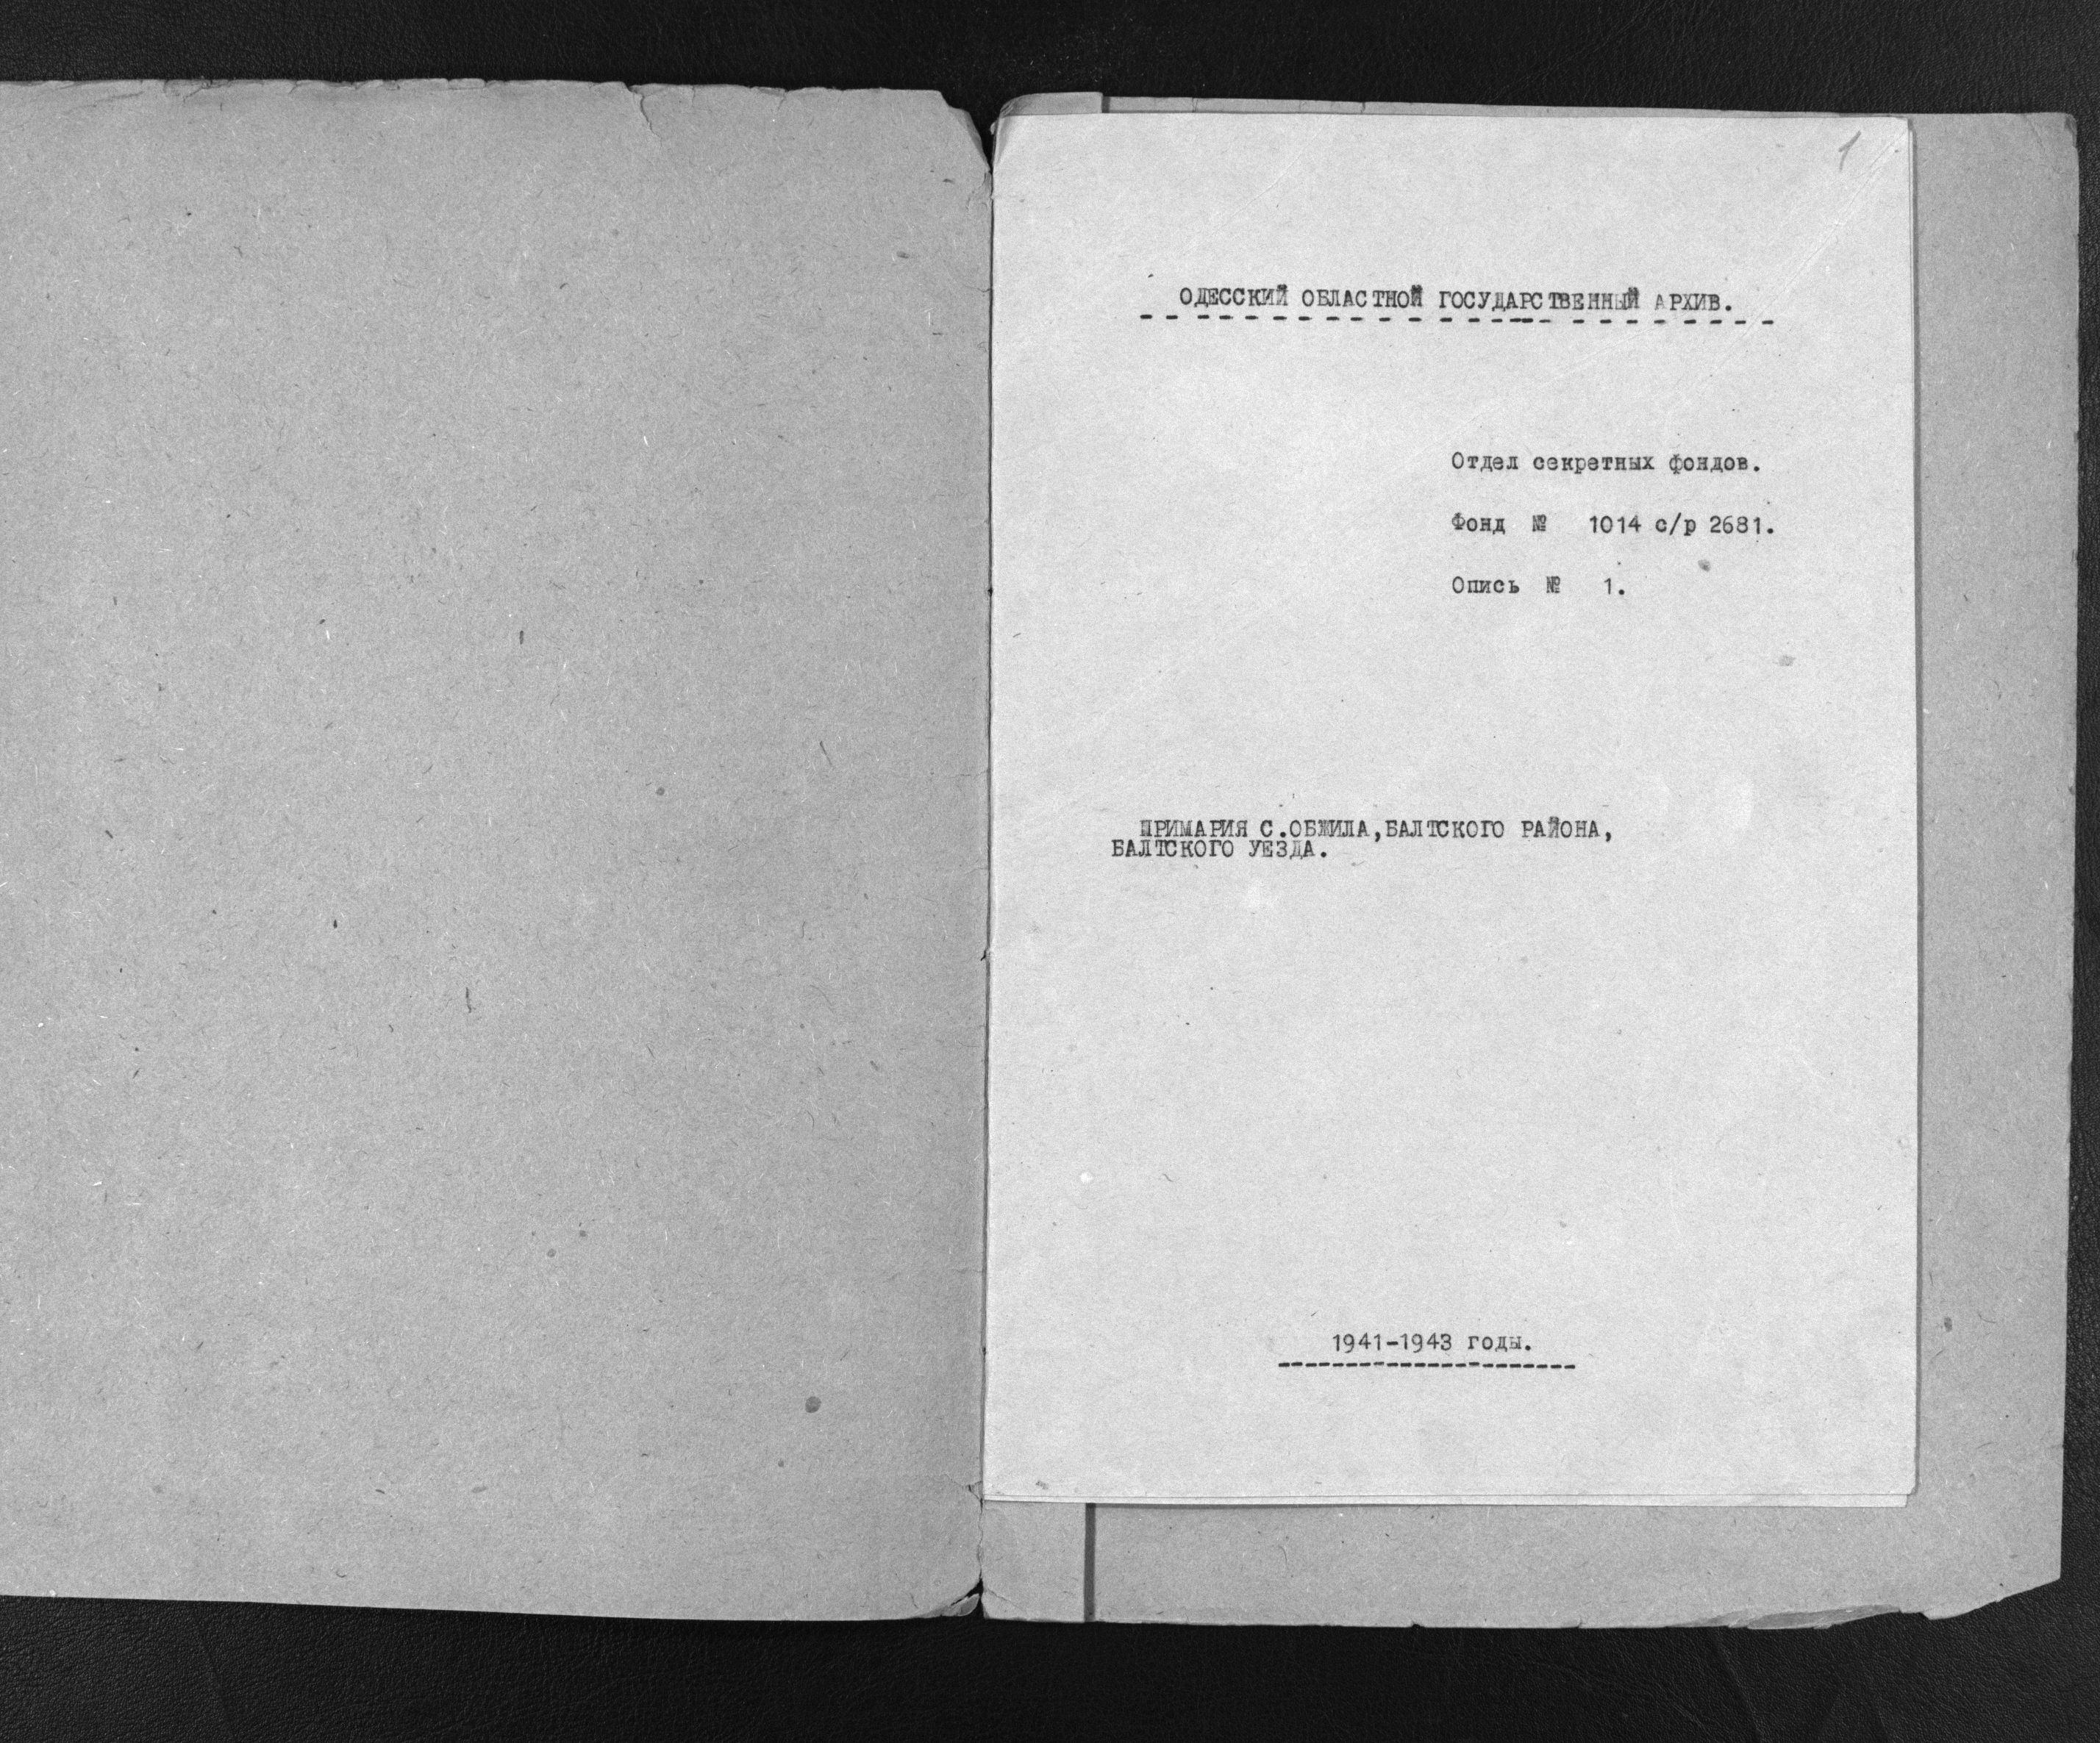 1
ОДЕССКИЙ ОБЛАСТНОЙ ГОСУДАРСТВЕННЫЙ АРХИВ.
Отдел секретных фондов.
Фонд № 1014 с/р 2681.
Опись № 1.
ПРИМАРИЯ С.ОБЖИЛА,БАЛТСКОГО РАЙОНА,
БАЛТСКОГО УЕЗДА.
1941-1943 годы.